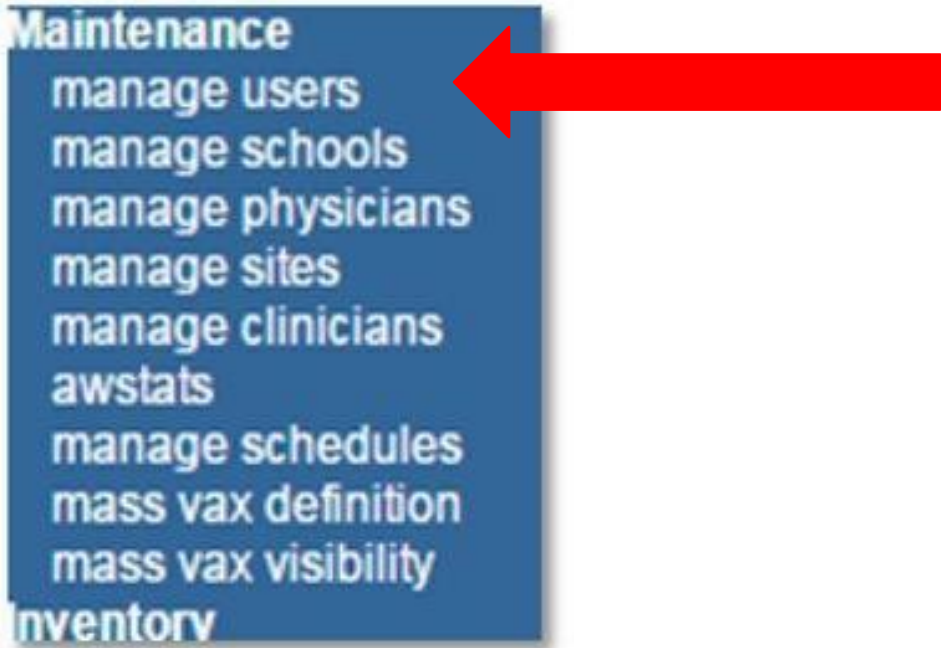 Maintenance
manage users
manage schools
manage physicians
manage sites
manage clinicians
awstats
manage schedules
mass vax definition
mass vax visibility
Inventory